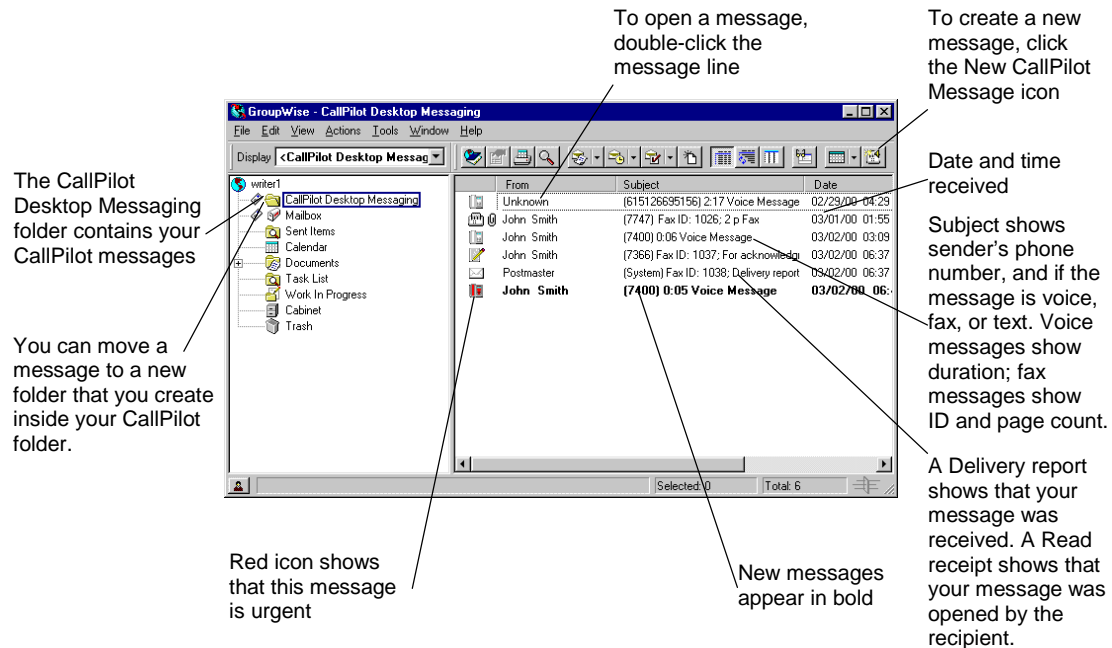 To open a message,
double-click the
message line
To create a new
message, click
the New CallPilot
Message icon
GroupWise - CallPilot Desktop Messaging
File Edit View Actions Tools Window Help
Display <CallPilot Desktop Messag
The CallPilot
Desktop Messaging
folder contains your
CallPilot messages
You can move a
message to a new
folder that you create
inside your CallPilot
folder.
writer1
CallPilot Desktop Messaging
Mailbox
Sent Items
Calendar
Documents
Task List
Work In Progress
Cabinet
Trash
From Subject Date
Unknown (615126695156) 2:17 Voice Message 02/29/00 04:29
John Smith (7747) Fax ID: 1026; 2 p Fax 03/01/00 01:55
John Smith (7400) 0:06 Voice Message 03/02/00 03:09
John Smith (7366) Fax ID: 1037; For acknowledg 03/02/00 06:37
Postmaster (System) Fax ID: 1038; Delivery report 03/02/00 06:37
John Smith (7400) 0:05 Voice Message 03/02/00 06:
Selected: 0 Total: 6
Date and time
received
Subject shows
sender's phone
number, and if the
message is voice,
fax, or text. Voice
messages show
duration; fax
messages show
ID and page count.
A Delivery report
shows that your
message was
received. A Read
receipt shows that
your message was
opened by the
recipient.
Red icon shows
that this message
is urgent
New messages
appear in bold